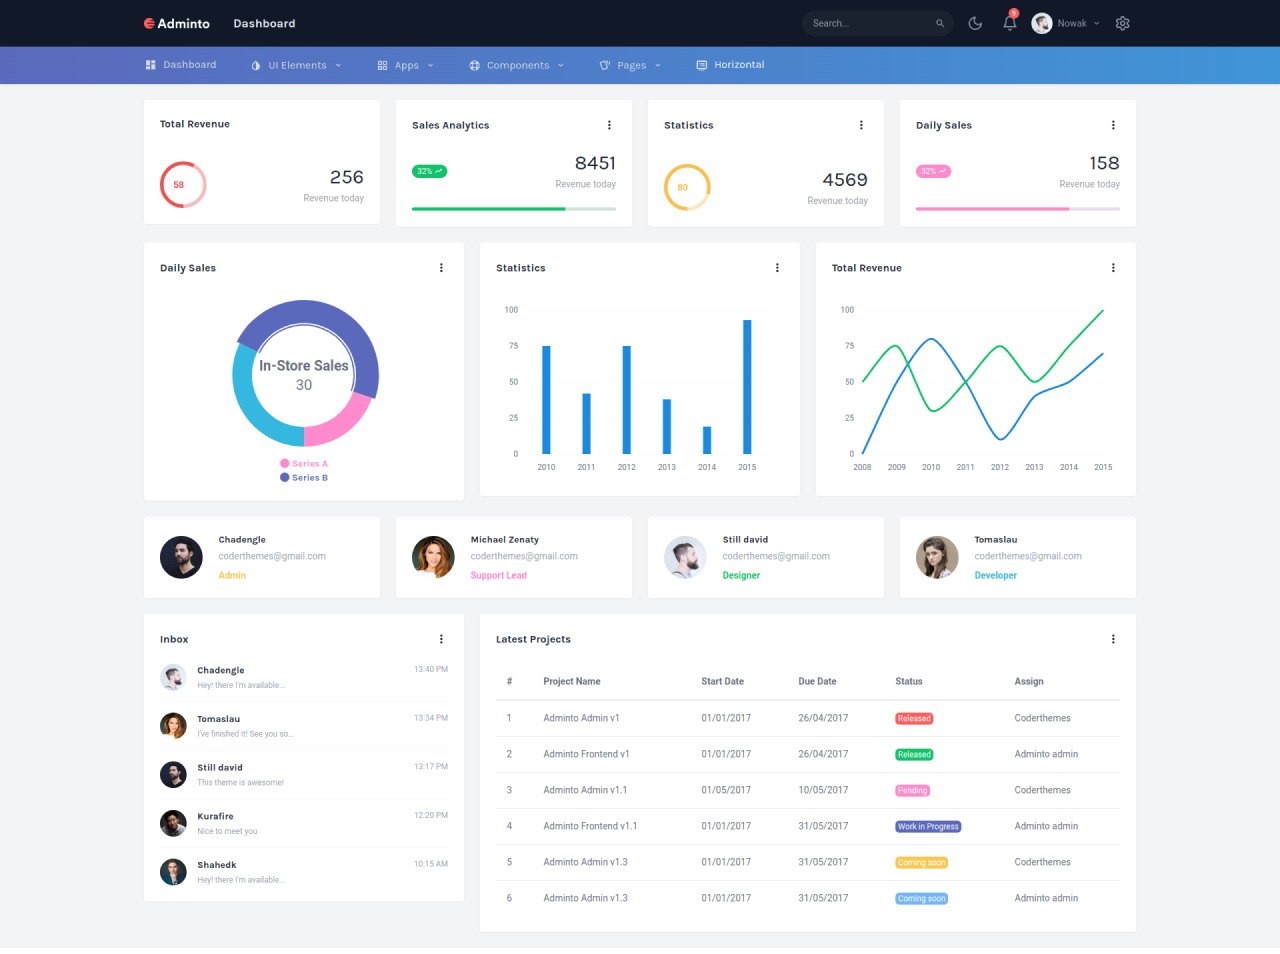 Adminto Dashboard Search... 9 Nowak
Dashboard UI Elements Apps Components Pages Horizontal
Total Revenue
58
256
Revenue today
Sales Analytics
32%
8451
Revenue today
Statistics
80
4569
Revenue today
Daily Sales
32%
158
Revenue today
Daily Sales
In-Store Sales
30
Series A
Series B
Statistics
100
75
50
25
0
2010 2011 2012 2013 2014 2015
Total Revenue
100
75
50
25
0
2008 2009 2010 2011 2012 2013 2014 2015
Chadengle
coderthemes@gmail.com
Admin
Michael Zenaty
coderthemes@gmail.com
Support Lead
Still david
coderthemes@gmail.com
Designer
Tomaslau
coderthemes@gmail.com
Developer
Inbox
Chadengle 13:40 PM
Hey! there I'm available...
Tomaslau 13:34 PM
I've finished it! See you so...
Still david 13:17 PM
This theme is awesome!
Kurafire 12:20 PM
Nice to meet you
Shahedk 10:15 AM
Hey! there I'm available...
Latest Projects
# Project Name Start Date Due Date Status Assign
1 Adminto Admin v1 01/01/2017 26/04/2017 Released Coderthemes
2 Adminto Frontend v1 01/01/2017 26/04/2017 Released Adminto admin
3 Adminto Admin v1.1 01/05/2017 10/05/2017 Pending Coderthemes
4 Adminto Frontend v1.1 01/01/2017 31/05/2017 Work in Progress Adminto admin
5 Adminto Admin v1.3 01/01/2017 31/05/2017 Coming soon Coderthemes
6 Adminto Admin v1.3 01/01/2017 31/05/2017 Coming soon Adminto admin